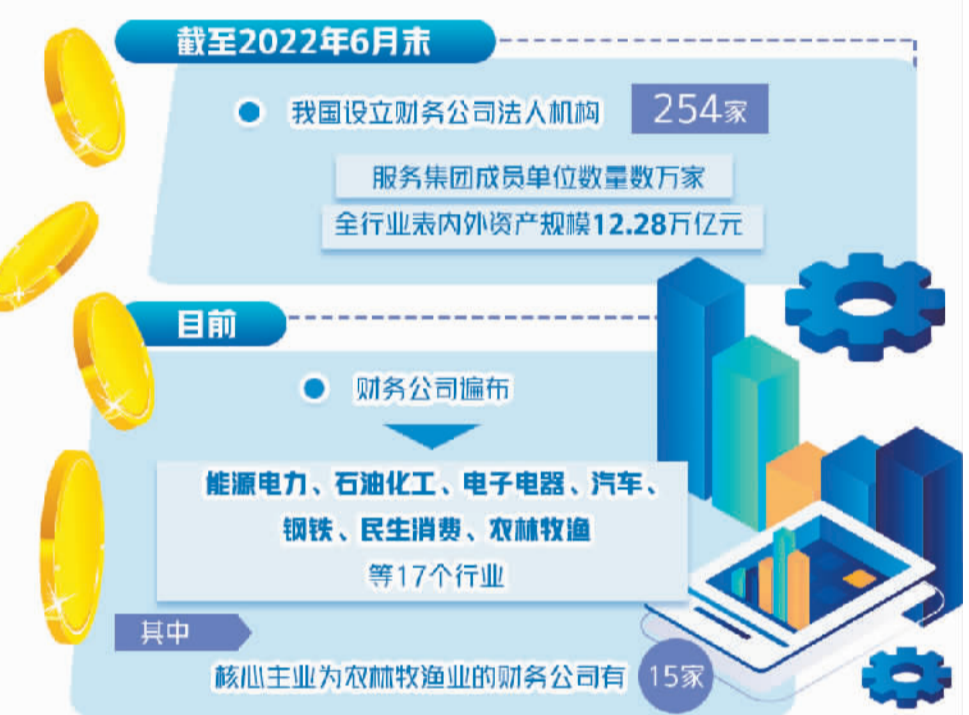 截至2022年6月末
我国设立财务公司法人机构 254家
服务集团成员单位数量数万家
全行业表内外资产规模12.28万亿元
目前
财务公司遍布
能源电力、石油化工、电子电器、汽车、
钢铁、民生消费、农林牧渔
等17个行业
其中
核心主业为农林牧渔业的财务公司有 15家